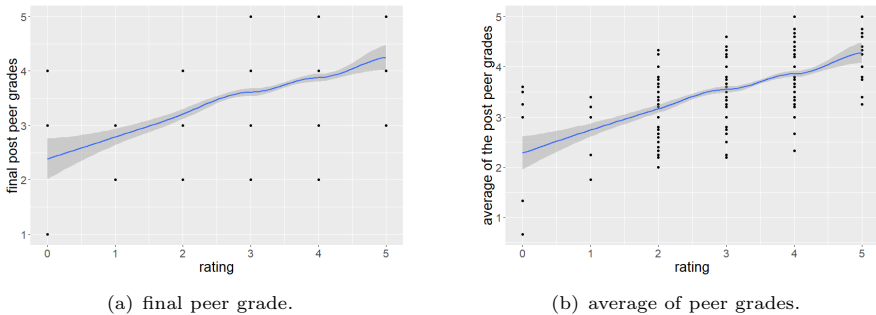 final post peer grades
5
4
3
2
1
0 1 2 3 4 5
rating
(a) final peer grade.
average of the post peer grades
5
4
3
2
1
0 1 2 3 4 5
rating
(b) average of peer grades.